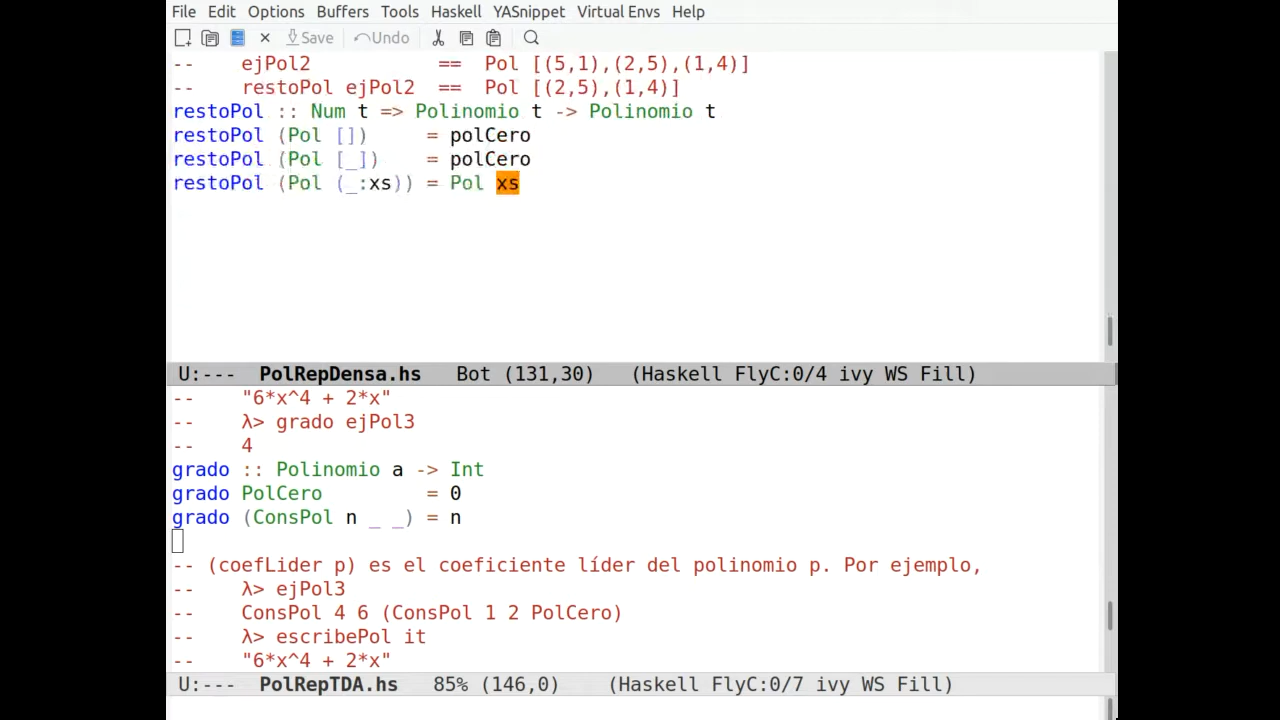 File Edit Options Buffers Tools Haskell YASnippet Virtual Envs Help
Save Undo
--    ejPol2           ==  Pol [(5,1),(2,5),(1,4)]
--    restoPol ejPol2  ==  Pol [(2,5),(1,4)]
restoPol :: Num t => Polinomio t -> Polinomio t
restoPol (Pol [])     = polCero
restoPol (Pol [_])    = polCero
restoPol (Pol (_:xs)) = Pol xs
U:---  PolRepDensa.hs   Bot (131,30)   (Haskell FlyC:0/4 ivy WS Fill)
--    "6*x^4 + 2*x"
--    λ> grado ejPol3
--    4
grado :: Polinomio a -> Int
grado PolCero         = 0
grado (ConsPol n _ _) = n
-- (coefLider p) es el coeficiente líder del polinomio p. Por ejemplo,
--    λ> ejPol3
--    ConsPol 4 6 (ConsPol 1 2 PolCero)
--    λ> escribePol it
--    "6*x^4 + 2*x"
U:---  PolRepTDA.hs   85% (146,0)    (Haskell FlyC:0/7 ivy WS Fill)